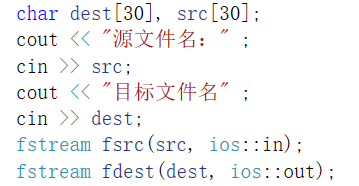 char dest[30], src[30];
cout << "源文件名：" ;
cin >> src;
cout << "目标文件名" ;
cin >> dest;
fstream fsrc(src, ios::in);
fstream fdest(dest, ios::out);